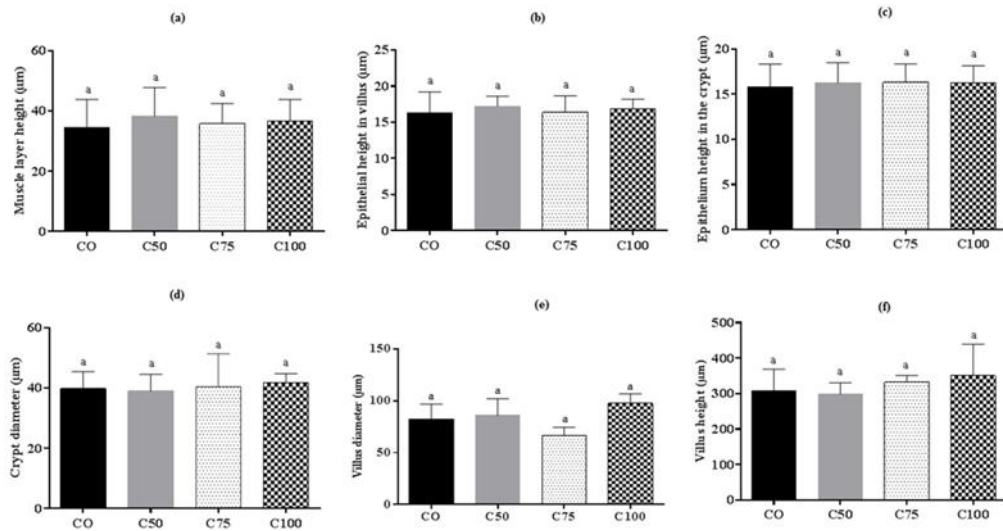 (a)
Muscle layer height (µm)
60
40
20
0
a
a
a
a
CO
C50
C75
C100
(b)
Epithelial height in villus (µm)
25
20
15
10
5
0
a
a
a
a
CO
C50
C75
C100
(c)
Epithelium height in the crypt (µm)
20
15
10
5
0
a
a
a
a
CO
C50
C75
C100
(d)
Crypt diameter (µm)
60
40
20
0
a
a
a
a
CO
C50
C75
C100
(e)
Villus diameter (µm)
150
100
50
0
a
a
a
a
CO
C50
C75
C100
(f)
Villus height (µm)
500
400
300
200
100
0
a
a
a
a
CO
C50
C75
C100